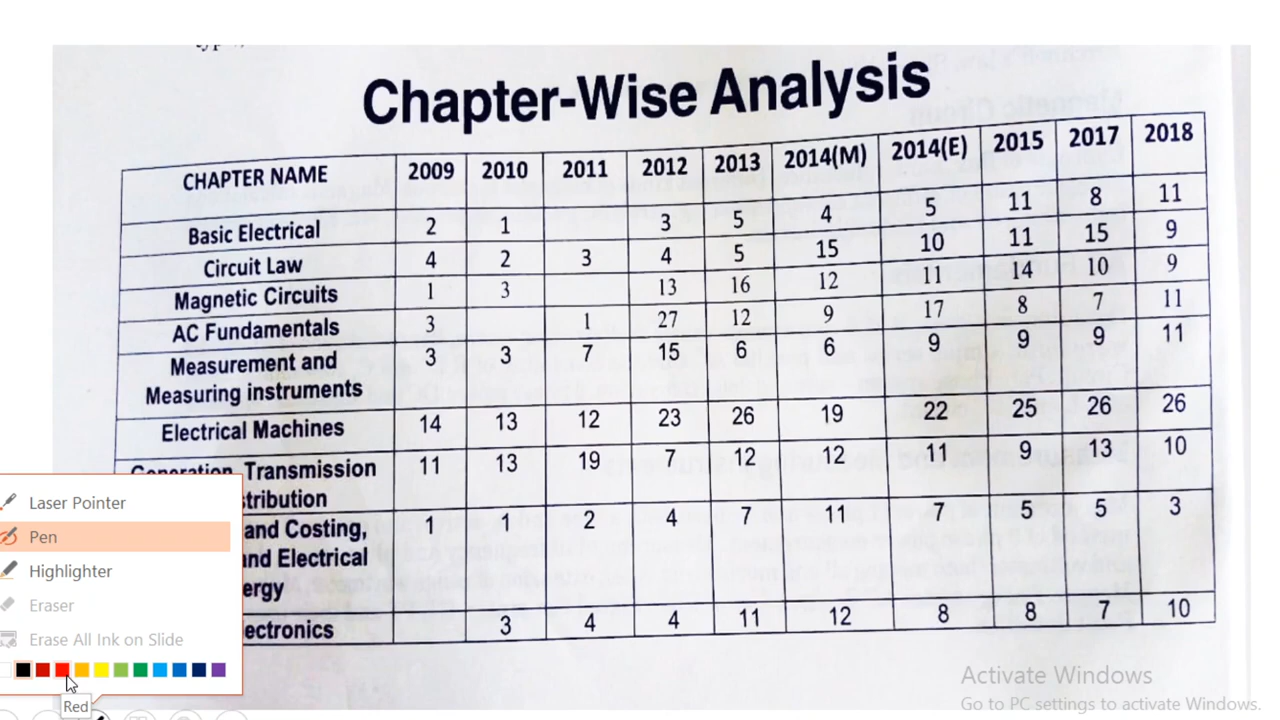 Chapter-Wise Analysis
CHAPTER NAME 2009 2010 2011 2012 2013 2014(M) 2014(E) 2015 2017 2018
Basic Electrical 2 1 3 5 4 5 11 8 11
Circuit Law 4 2 3 4 5 15 10 11 15 9
Magnetic Circuits 1 3 13 16 12 11 14 10 9
AC Fundamentals 3 1 27 12 9 17 8 7 11
Measurement and 3 3 7 15 6 6 9 9 9 11
Measuring instruments
Electrical Machines 14 13 12 23 26 19 22 25 26 26
Generation, Transmission 11 13 19 7 12 12 11 9 13 10
stribution
and Costing, 1 1 2 4 7 11 7 5 5 3
and Electrical
ergy
ectronics 3 4 4 11 12 8 8 7 10
Laser Pointer
Pen
Highlighter
Eraser
Erase All Ink on Slide
Red
Activate Windows
Go to PC settings to activate Windows.